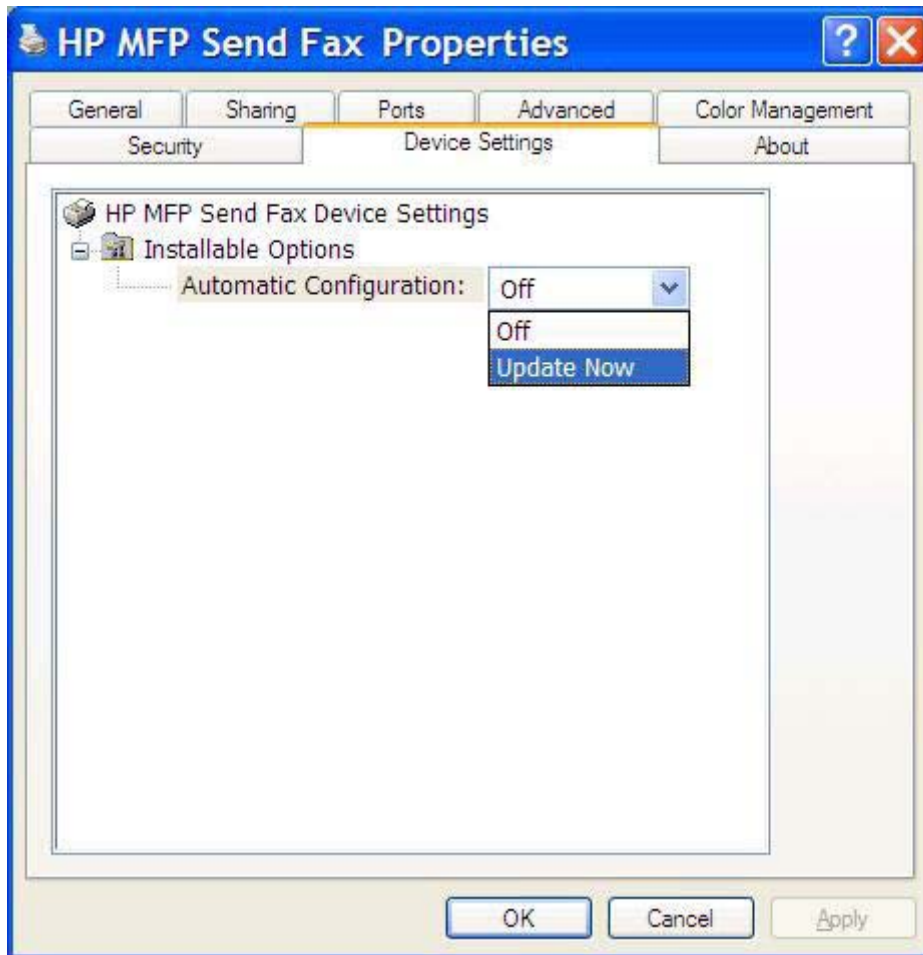 HP MFP Send Fax Properties
General Sharing Ports Advanced Color Management
Security Device Settings About
HP MFP Send Fax Device Settings
Installable Options
Automatic Configuration: Off
Off
Update Now
OK Cancel Apply